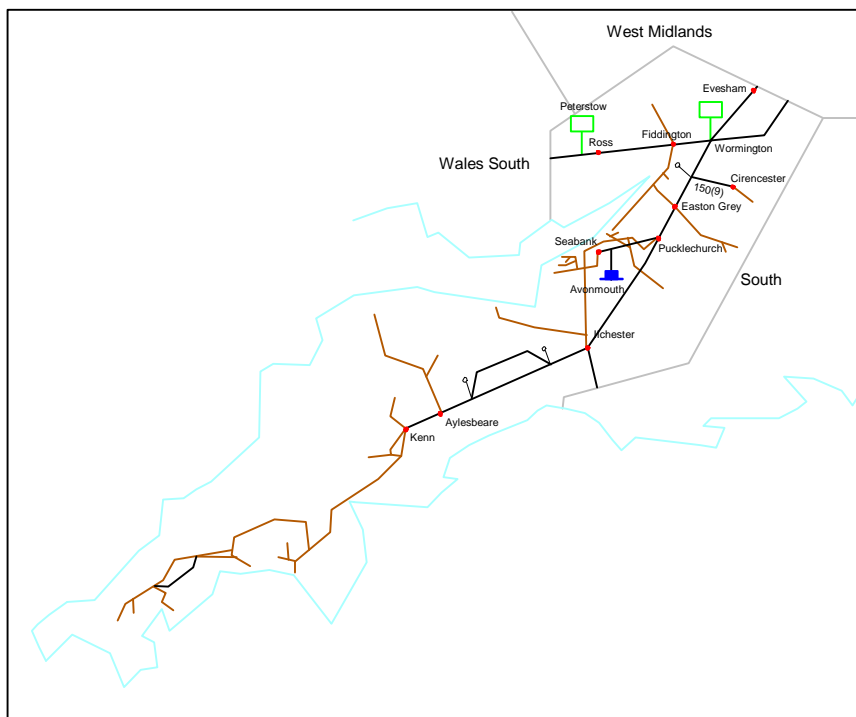 West Midlands
Evesham
Peterstow
Fiddington
Ross
Wormington
Wales South
Cirencester
150(9)
Easton Grey
Seabank
Pucklechurch
South
Avonmouth
Ilchester
Aylesbeare
Kenn